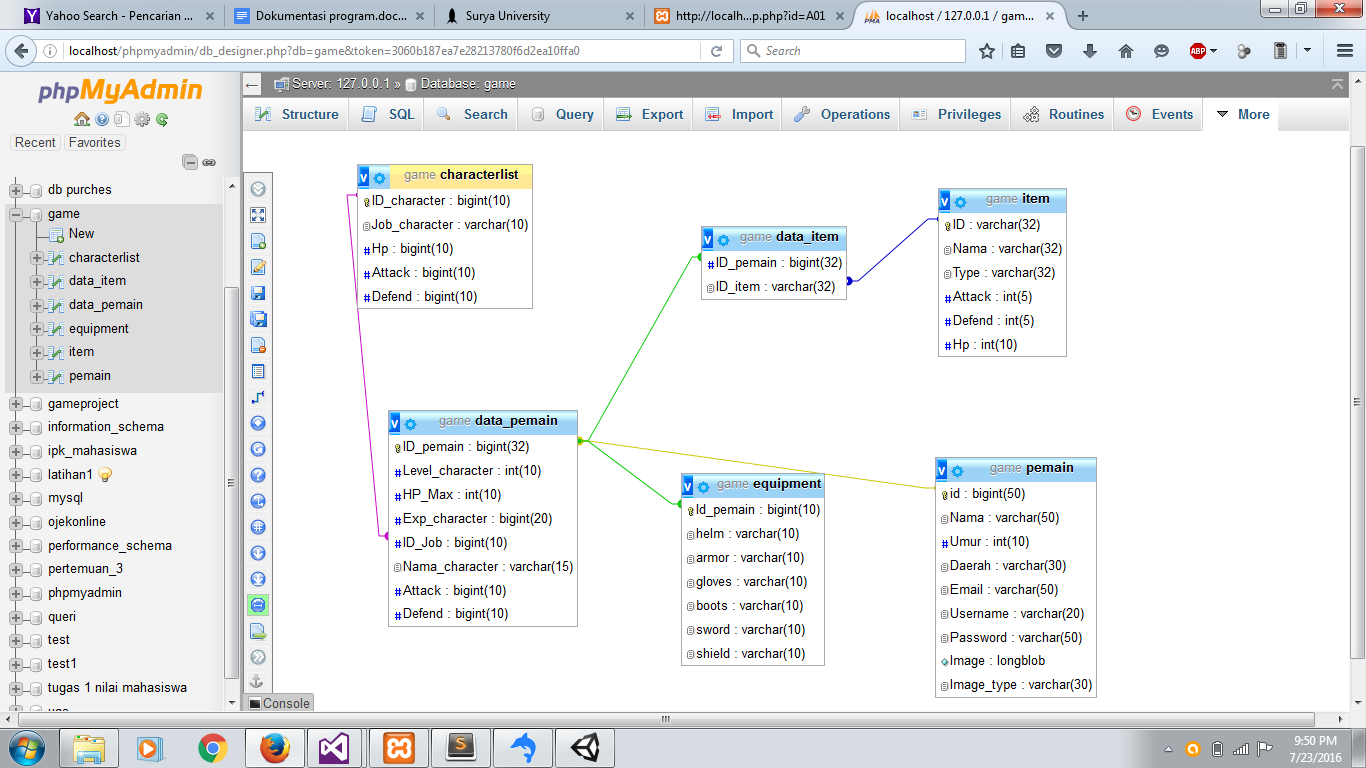 Yahoo Search - Pencarian ...
Dokumentasi program.doc...
Surya University
http://localh...p.php?id=A01
localhost / 127.0.0.1 / gam...
localhost/phpmyadmin/db_designer.php?db=game&token=3060b187ea7e28213780f6d2ea10ffa0
Search
ABP
phpMyAdmin
Recent
Favorites
db purches
game
New
characterlist
data_item
data_pemain
equipment
item
pemain
gameproject
information_schema
ipk_mahasiswa
latihan1
mysql
ojekonline
performance_schema
pertemuan_3
phpmyadmin
queri
test
test1
tugas 1 nilai mahasiswa
Server: 127.0.0.1 » Database: game
Structure
SQL
Search
Query
Export
Import
Operations
Privileges
Routines
Events
More
game characterlist
ID_character : bigint(10)
Job_character : varchar(10)
Hp : bigint(10)
Attack : bigint(10)
Defend : bigint(10)
game data_item
ID_pemain : bigint(32)
ID_item : varchar(32)
game item
ID : varchar(32)
Nama : varchar(32)
Type : varchar(32)
Attack : int(5)
Defend : int(5)
Hp : int(10)
game data_pemain
ID_pemain : bigint(32)
Level_character : int(10)
HP_Max : int(10)
Exp_character : bigint(20)
ID_Job : bigint(10)
Nama_character : varchar(15)
Attack : bigint(10)
Defend : bigint(10)
game equipment
Id_pemain : bigint(10)
helm : varchar(10)
armor : varchar(10)
gloves : varchar(10)
boots : varchar(10)
sword : varchar(10)
shield : varchar(10)
game pemain
id : bigint(50)
Nama : varchar(50)
Umur : int(10)
Daerah : varchar(30)
Email : varchar(50)
Username : varchar(20)
Password : varchar(50)
Image : longblob
Image_type : varchar(30)
Console
9:50 PM
7/23/2016